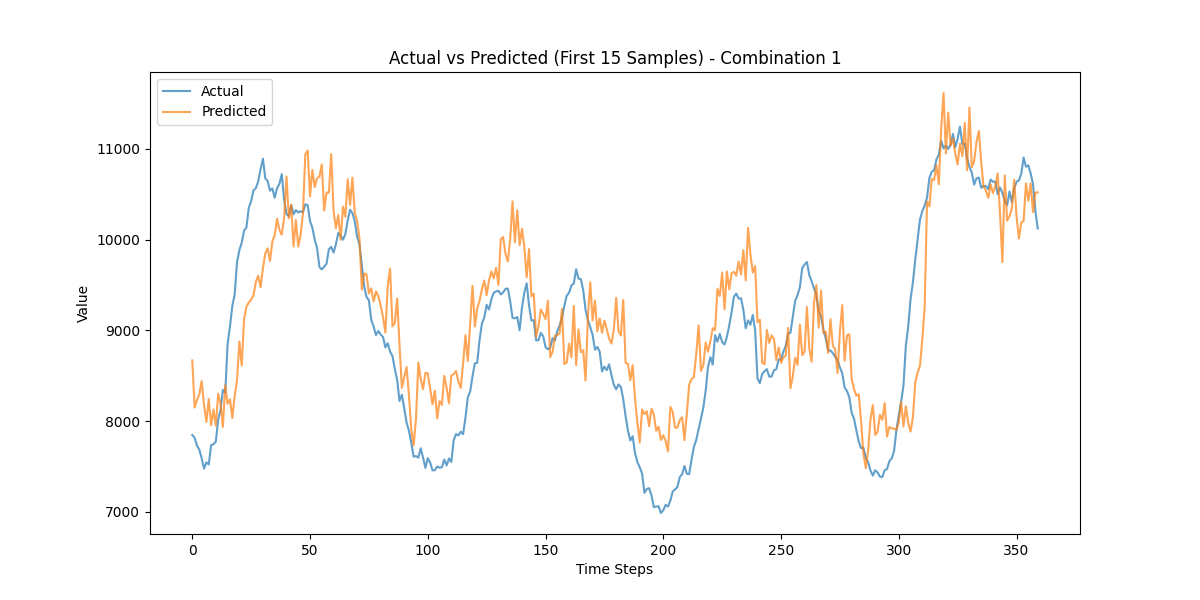 Actual vs Predicted (First 15 Samples) - Combination 1
Actual
Predicted
Value
11000
10000
9000
8000
7000
0 50 100 150 200 250 300 350
Time Steps